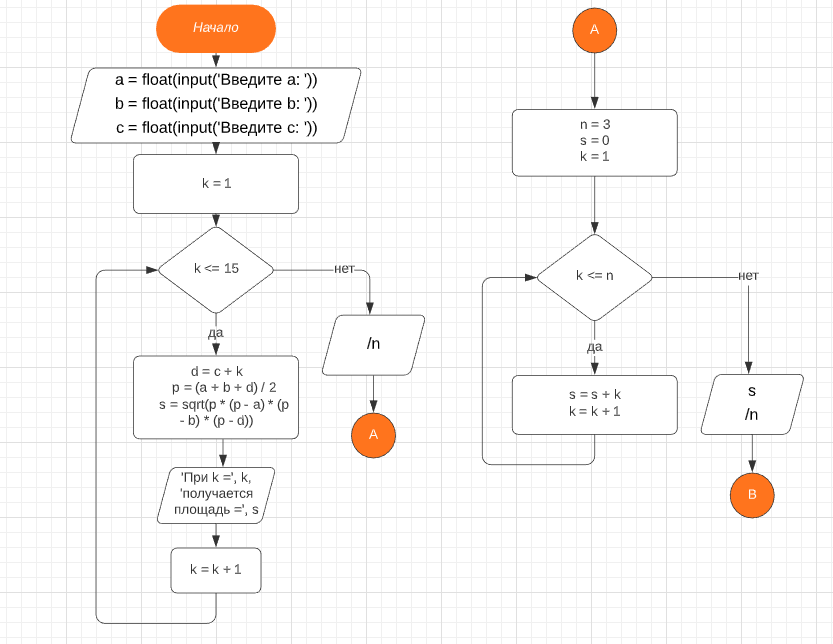 Начало
a = float(input('Введите a: '))
b = float(input('Введите b: '))
c = float(input('Введите c: '))
k = 1
k <= 15
нет
да
/n
d = c + k
p = (a + b + d) / 2
s = sqrt(p * (p - a) * (p
- b) * (p - d))
A
'При k =', k,
'получается
площадь =', s
k = k + 1
A
n = 3
s = 0
k = 1
k <= n
нет
да
s = s + k
k = k + 1
s
/n
B